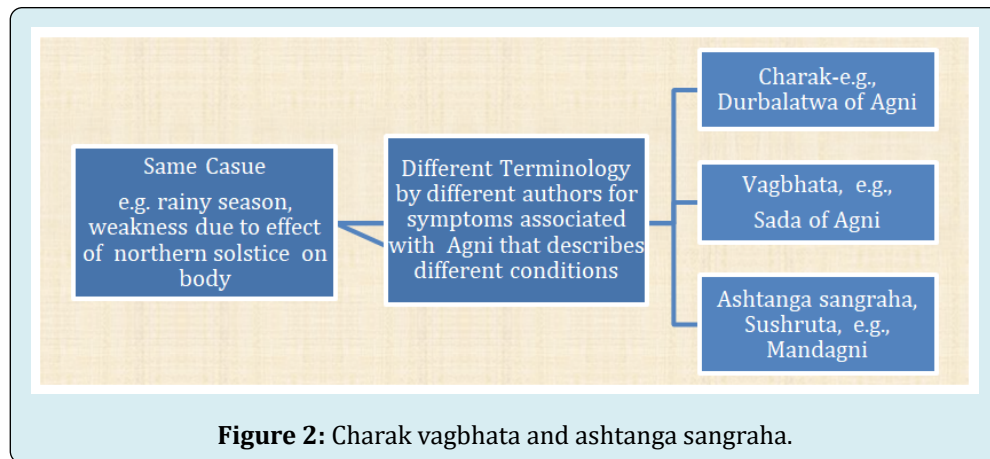 Same Casue
e.g. rainy season,
weakness due to effect
of northern solstice on
body
Different Terminology
by different authors for
symptoms associated
with Agni that describes
different conditions
Charak-e.g.,
Durbalatwa of Agni
Vagbhata, e.g.,
Sada of Agni
Ashtanga sangraha,
Sushruta, e.g.,
Mandagni
Figure 2: Charak vagbhata and ashtanga sangraha.